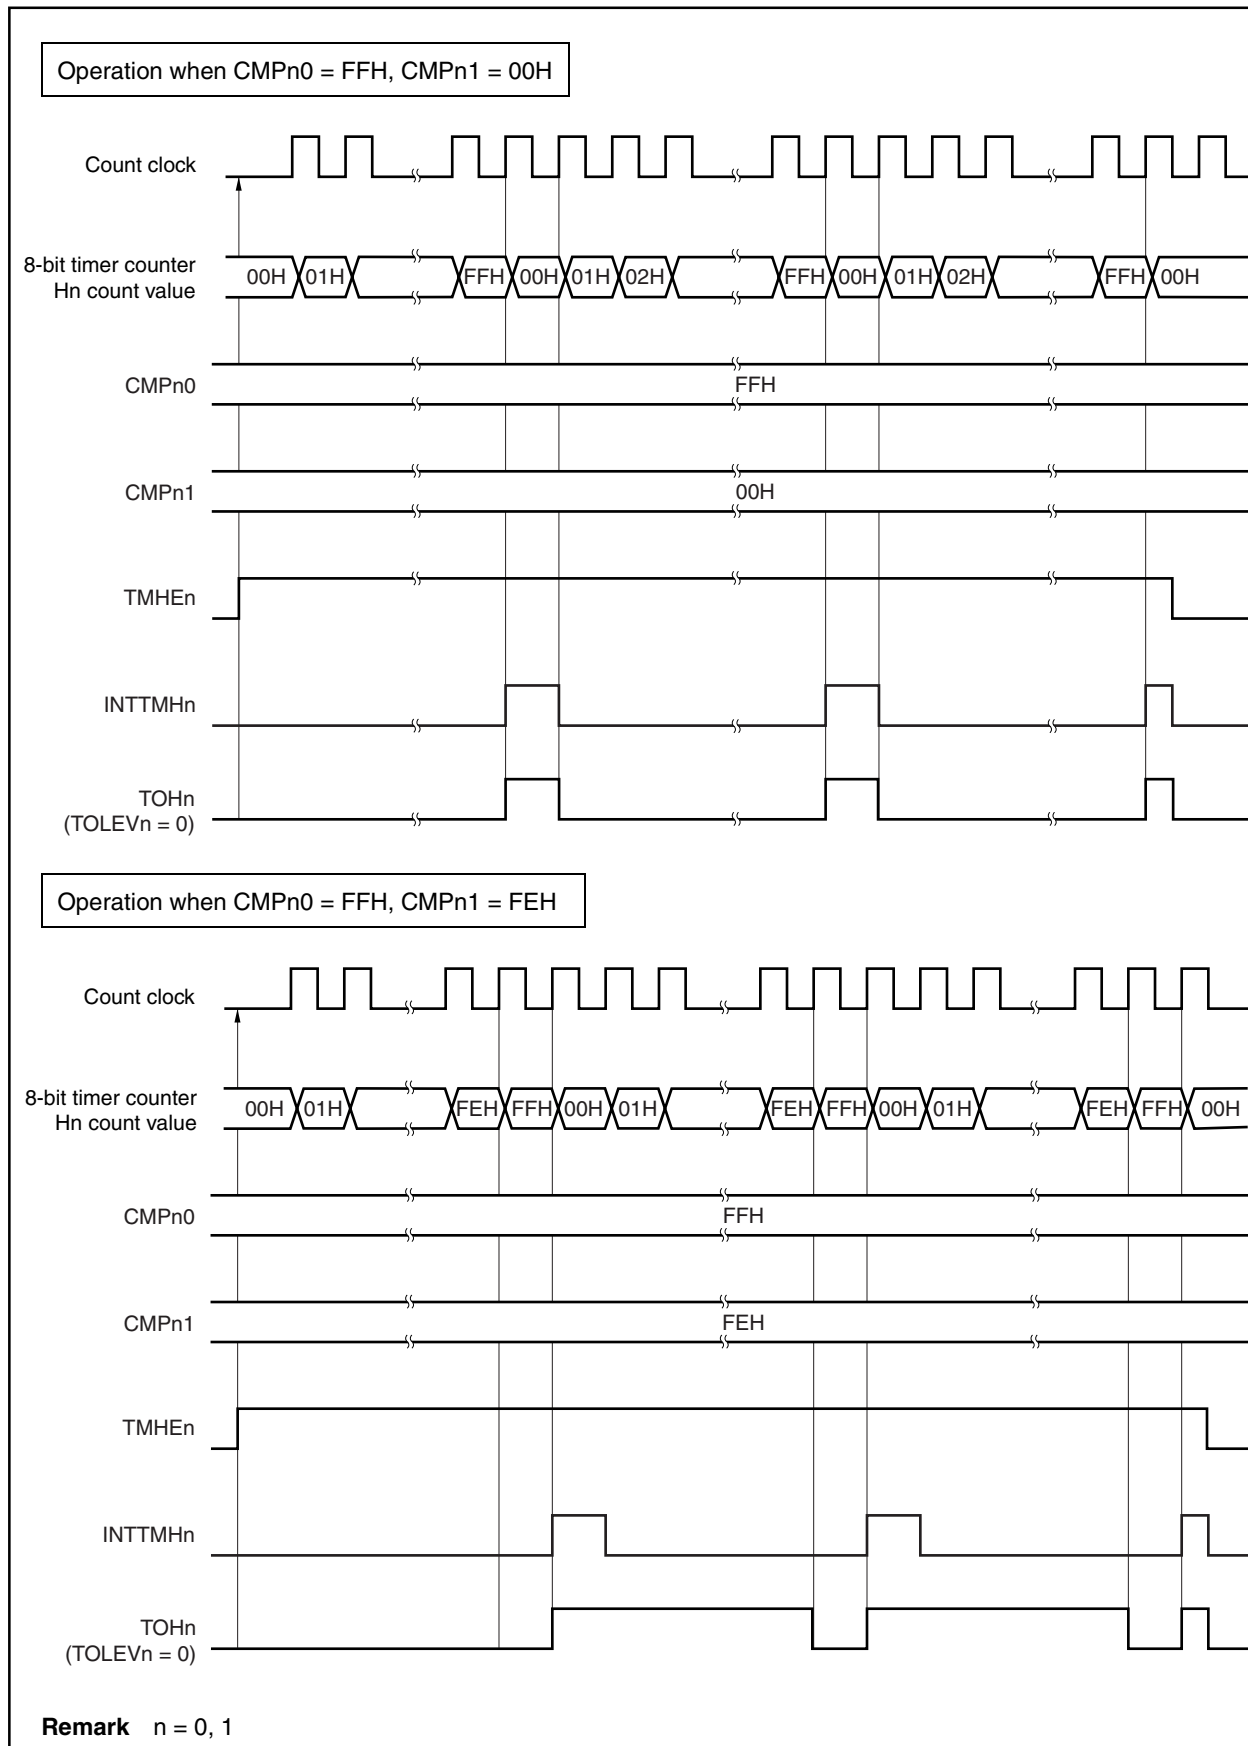 Operation when CMPn0 = FFH, CMPn1 = 00H
Count clock
8-bit timer counter
Hn count value
00H 01H FFH 00H 01H 02H FFH 00H 01H 02H FFH 00H
CMPn0
FFH
CMPn1
00H
TMHEn
INTTMHn
TOHn
(TOLEVn = 0)
Operation when CMPn0 = FFH, CMPn1 = FEH
Count clock
8-bit timer counter
Hn count value
00H 01H FEH FFH 00H 01H FEH FFH 00H 01H FEH FFH 00H
CMPn0
FFH
CMPn1
FEH
TMHEn
INTTMHn
TOHn
(TOLEVn = 0)
Remark n = 0, 1